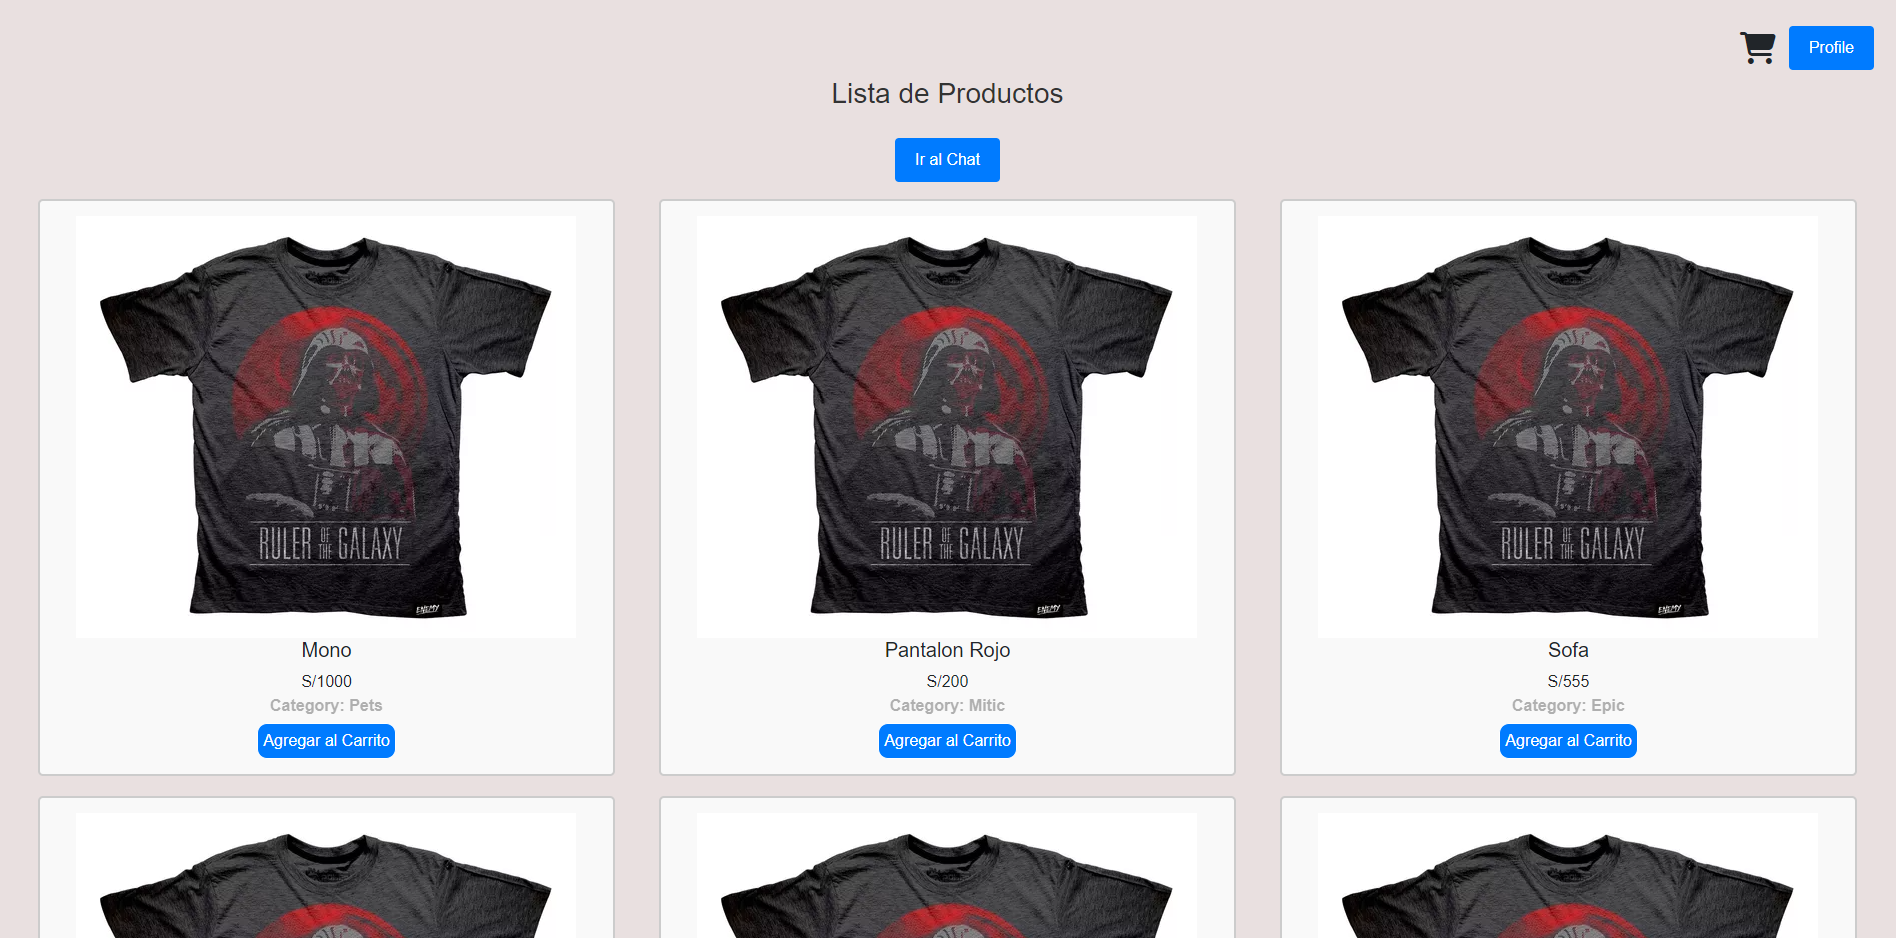 Profile
Lista de Productos
Ir al Chat
RULER OF THE GALAXY
ENEMY
Mono
S/1000
Category: Pets
Agregar al Carrito
RULER OF THE GALAXY
ENEMY
Pantalon Rojo
S/200
Category: Mitic
Agregar al Carrito
RULER OF THE GALAXY
ENEMY
Sofa
S/555
Category: Epic
Agregar al Carrito